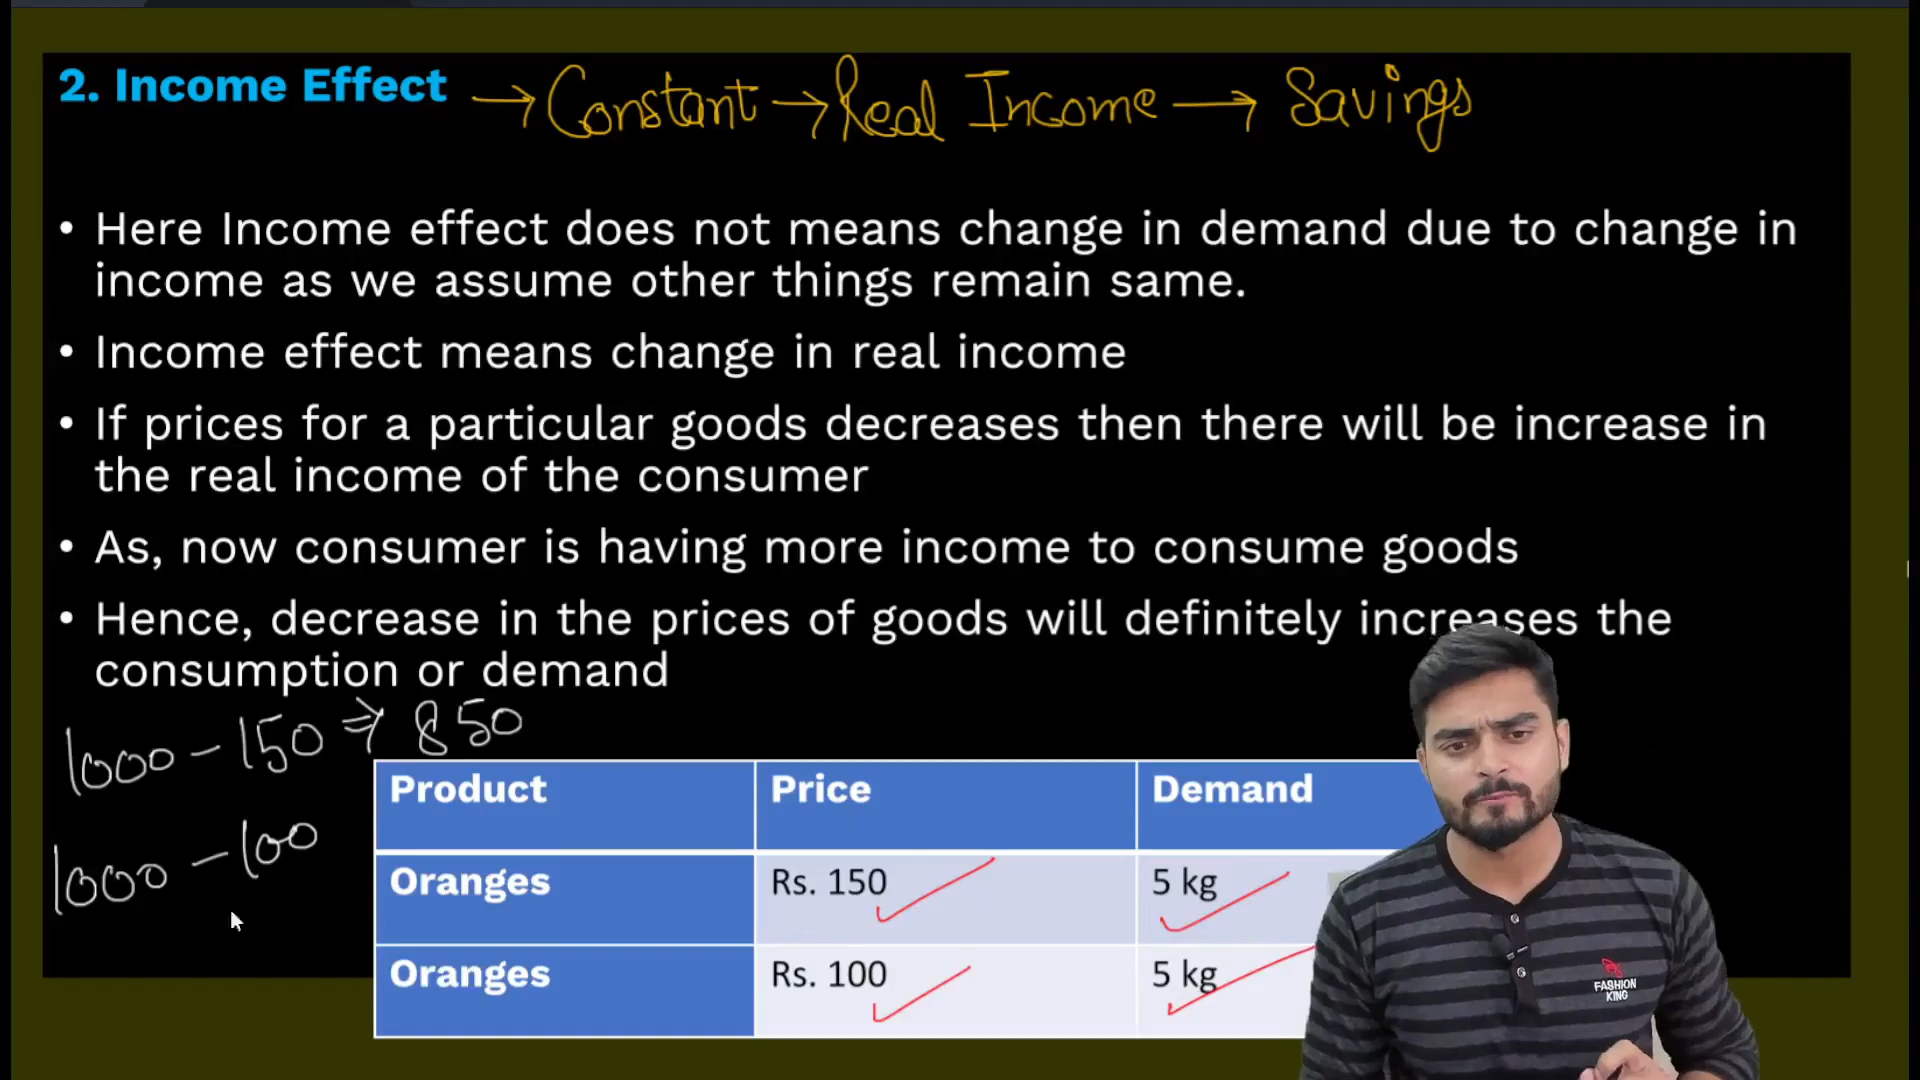 2. Income Effect → Constant → Real Income → Savings
• Here Income effect does not means change in demand due to change in
income as we assume other things remain same.
• Income effect means change in real income
• If prices for a particular goods decreases then there will be increase in
the real income of the consumer
• As, now consumer is having more income to consume goods
• Hence, decrease in the prices of goods will definitely increases the
consumption or demand
1000 - 150 ⇒ 850
1000 - 100
Product Price Demand
Oranges Rs. 150 5 kg
Oranges Rs. 100 5 kg
FASHION
KING